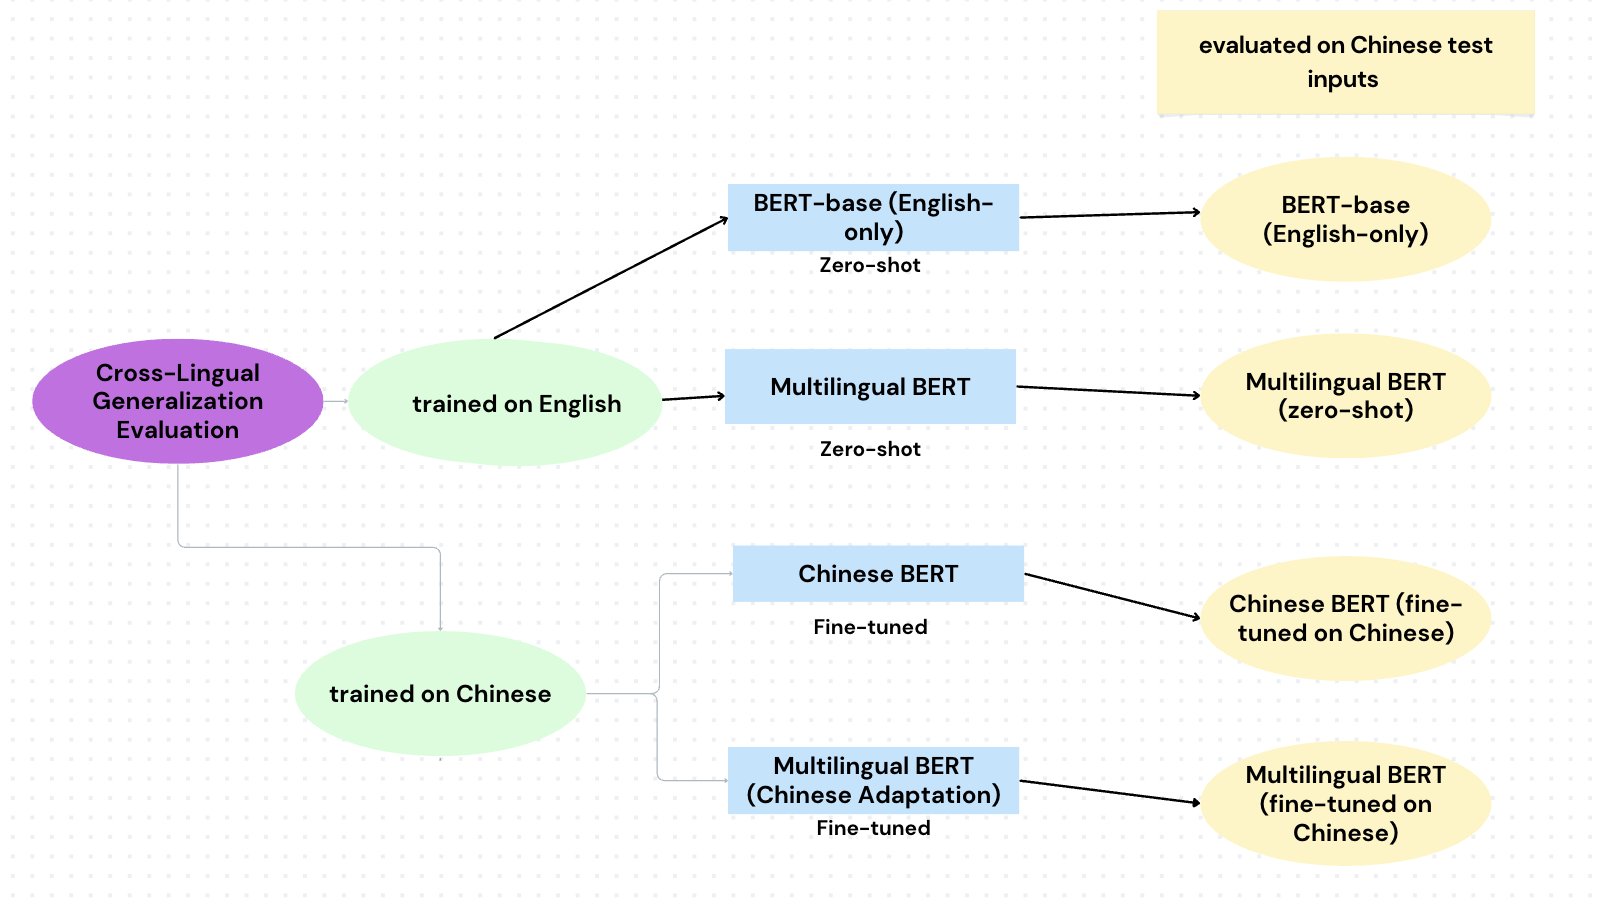 evaluated on Chinese test
inputs
BERT-base (English-
only)
Zero-shot
BERT-base
(English-only)
Cross-Lingual
Generalization
Evaluation
trained on English
Multilingual BERT
Zero-shot
Multilingual BERT
(zero-shot)
Chinese BERT
Fine-tuned
Chinese BERT (fine-
tuned on Chinese)
trained on Chinese
Multilingual BERT
(Chinese Adaptation)
Fine-tuned
Multilingual BERT
(fine-tuned on
Chinese)